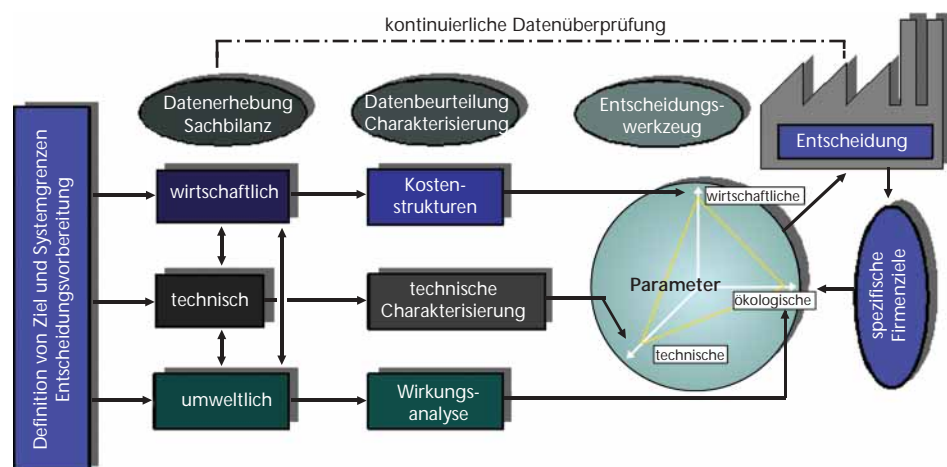 kontinuierliche Datenüberprüfung
Definition von Ziel und Systemgrenzen
Entscheidungsvorbereitung
Datenerhebung
Sachbilanz
Datenbeurteilung
Charakterisierung
Entscheidungs-
werkzeug
Entscheidung
wirtschaftlich
Kosten-
strukturen
wirtschaftliche
technisch
technische
Charakterisierung
Parameter
ökologische
technische
spezifische
Firmenziele
umweltlich
Wirkungs-
analyse